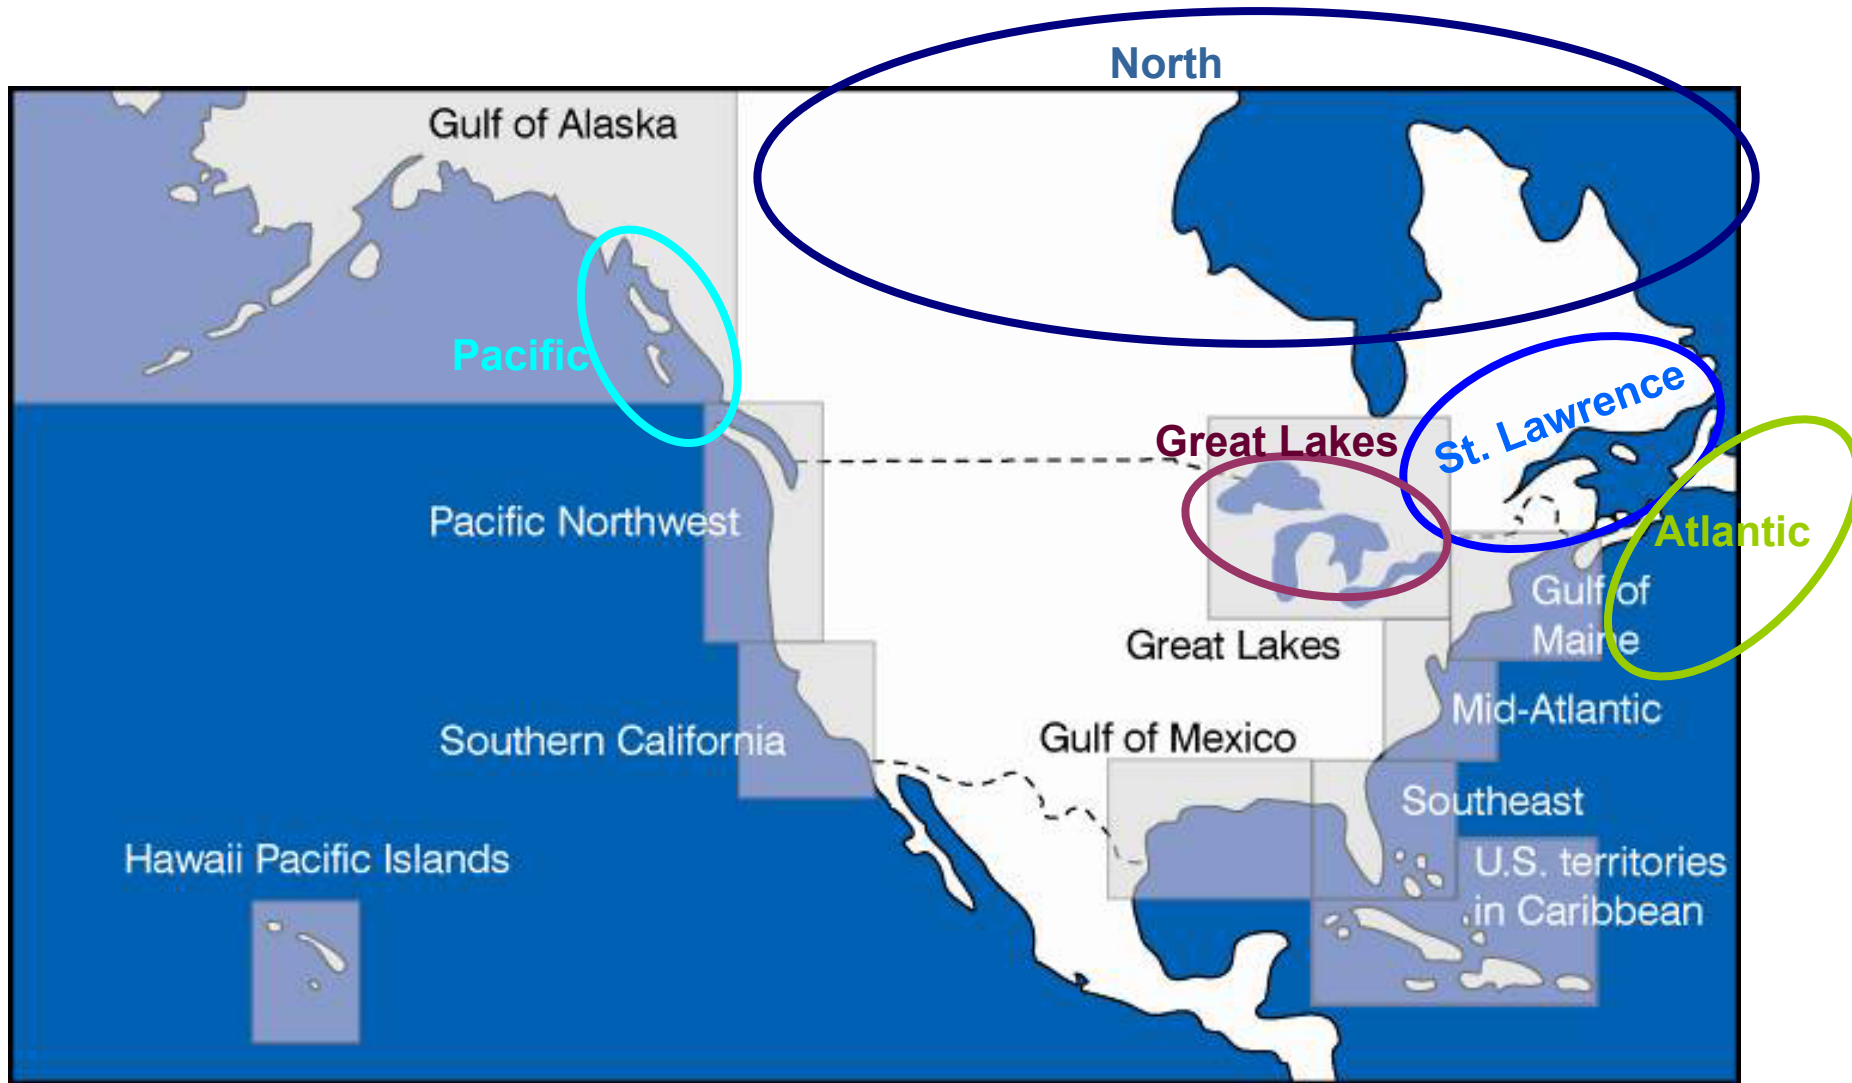 North
Gulf of Alaska
Pacific
Great Lakes
St. Lawrence
Pacific Northwest
Atlantic
Gulf of
Maine
Great Lakes
Mid-Atlantic
Southern California
Gulf of Mexico
Southeast
Hawaii Pacific Islands
U.S. territories
in Caribbean